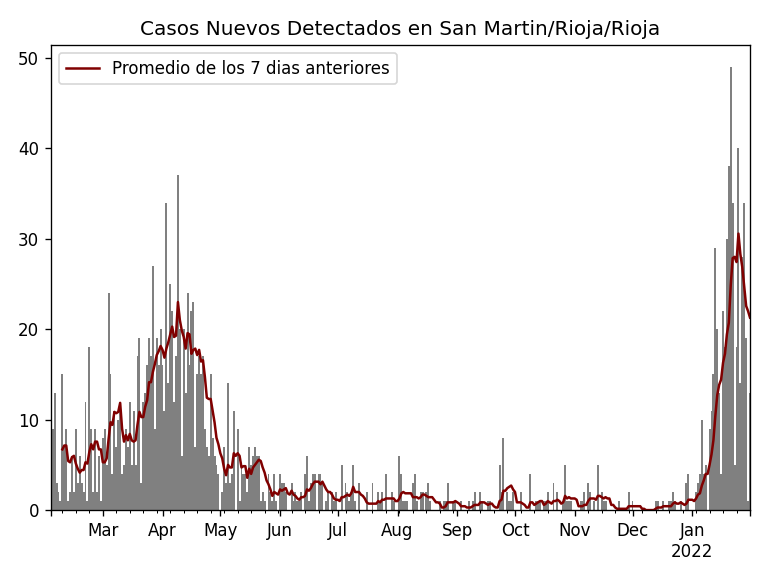 Casos Nuevos Detectados en San Martin/Rioja/Rioja
Promedio de los 7 dias anteriores
50
40
30
20
10
0
Mar Apr May Jun Jul Aug Sep Oct Nov Dec Jan
2022